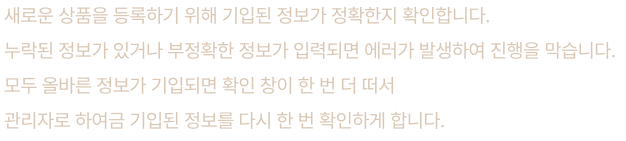 새로운 상품을 등록하기 위해 기입된 정보가 정확한지 확인합니다.
누락된 정보가 있거나 부정확한 정보가 입력되면 에러가 발생하여 진행을 막습니다.
모두 올바른 정보가 기입되면 확인 창이 한 번 더 떠서
관리자로 하여금 기입된 정보를 다시 한 번 확인하게 합니다.